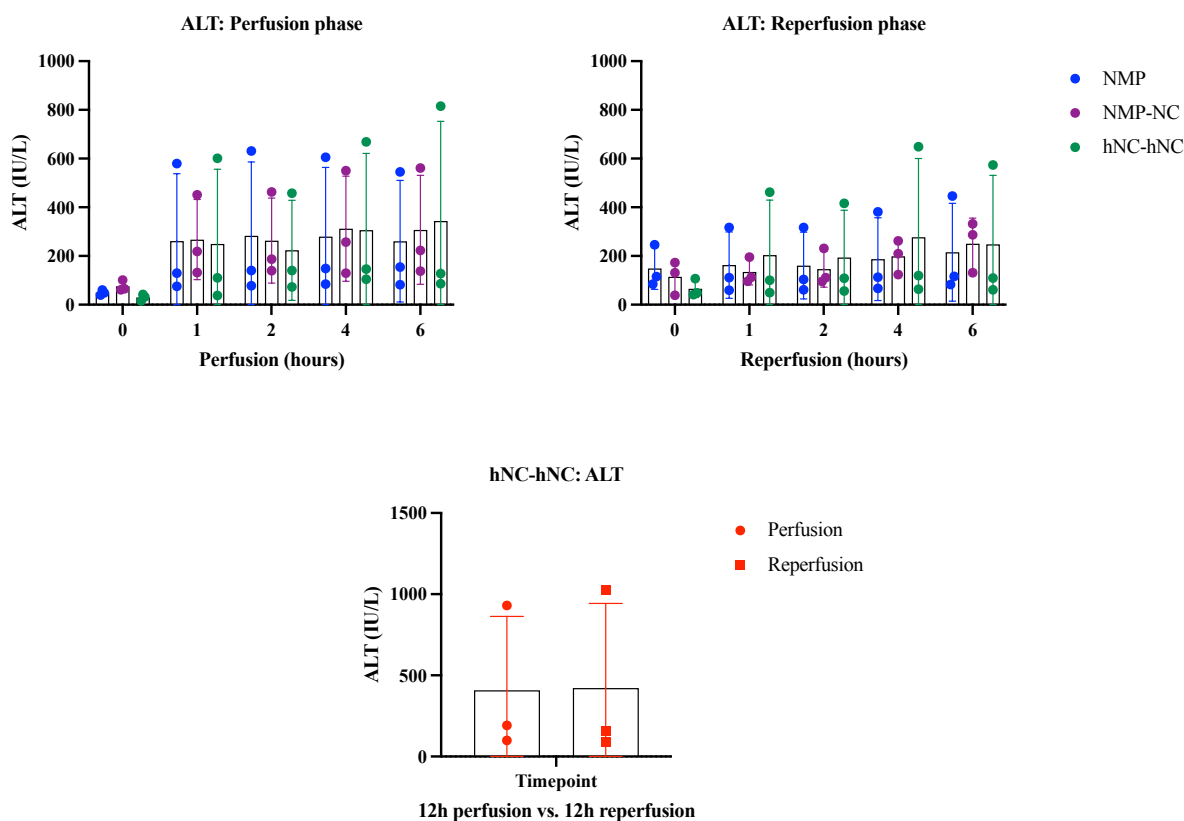 ALT: Perfusion phase
ALT (IU/L)
1000
800
600
400
200
0
0 1 2 4 6
Perfusion (hours)
ALT: Reperfusion phase
ALT (IU/L)
1000
800
600
400
200
0
0 1 2 4 6
Reperfusion (hours)
NMP
NMP-NC
hNC-hNC
hNC-hNC: ALT
ALT (IU/L)
1500
1000
500
0
Timepoint
12h perfusion vs. 12h reperfusion
Perfusion
Reperfusion